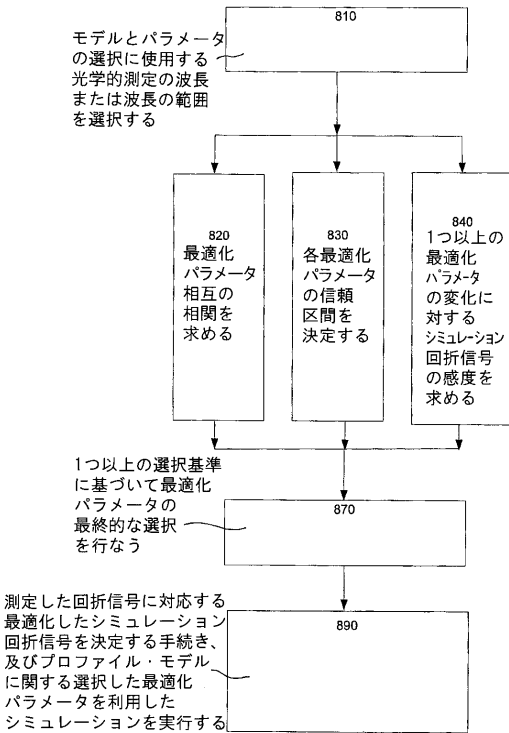 810
モデルとパラメータ
の選択に使用する
光学的測定の波長
または波長の範囲
を選択する
820
最適化
パラメータ
相互の
相関を
求める
830
各最適化
パラメータ
の信頼
区間を
決定する
840
1つ以上の
最適化
パラメータ
の変化に
対する
シミュレーション
回折信号
の感度を
求める
1つ以上の選択基準
に基づいて最適化
パラメータの
最終的な選択
を行なう
870
測定した回折信号に対応する
最適化したシミュレーション
回折信号を決定する手続き、
及びプロファイル・モデル
に関する選択した最適化
パラメータを利用した
シミュレーションを実行する
890